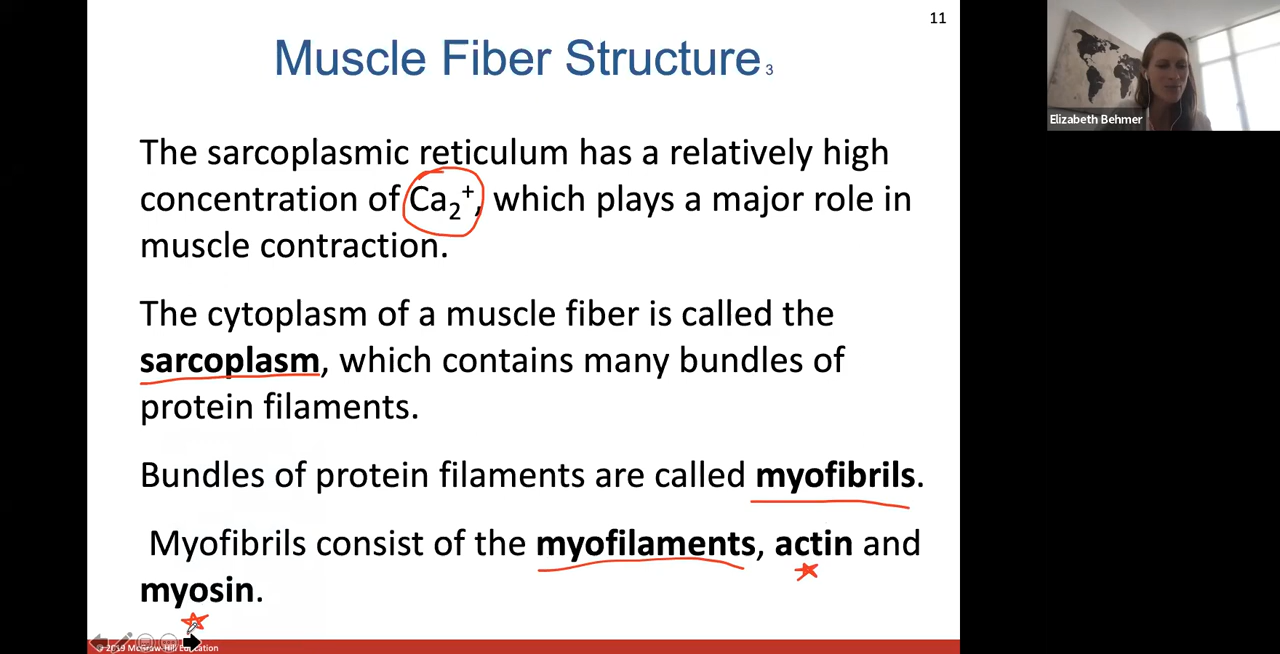 11
Muscle Fiber Structure 3
Elizabeth Behmer
The sarcoplasmic reticulum has a relatively high
concentration of Ca₂⁺, which plays a major role in
muscle contraction.
The cytoplasm of a muscle fiber is called the
sarcoplasm, which contains many bundles of
protein filaments.
Bundles of protein filaments are called myofibrils.
Myofibrils consist of the myofilaments, actin and
myosin.
© 2019 McGraw-Hill Education